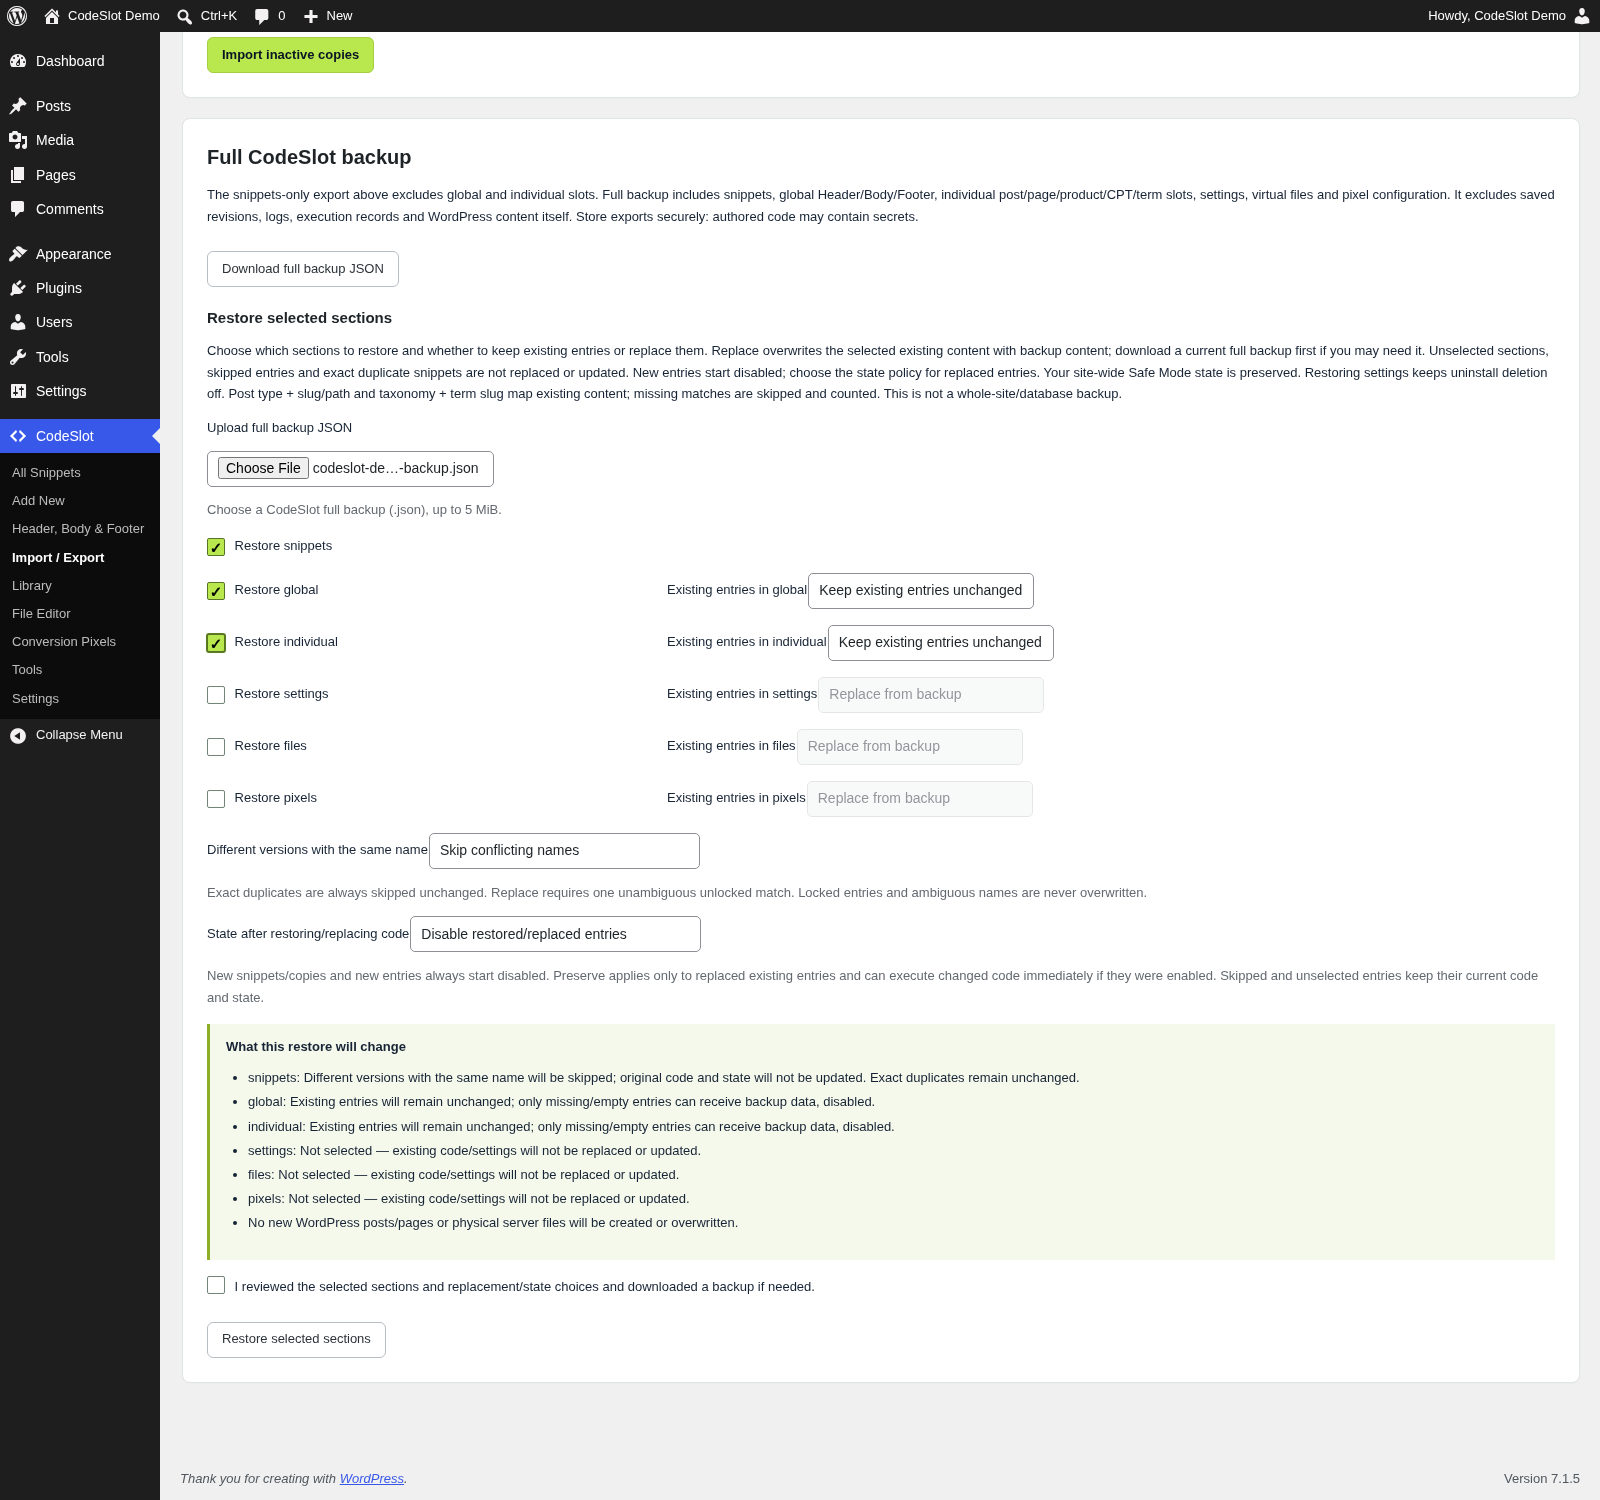 CodeSlot Demo
Ctrl+K
0
New
Howdy, CodeSlot Demo
Dashboard
Posts
Media
Pages
Comments
Appearance
Plugins
Users
Tools
Settings
CodeSlot
All Snippets
Add New
Header, Body & Footer
Import / Export
Library
File Editor
Conversion Pixels
Tools
Settings
Collapse Menu
Import inactive copies
Full CodeSlot backup
The snippets-only export above excludes global and individual slots. Full backup includes snippets, global Header/Body/Footer, individual post/page/product/CPT/term slots, settings, virtual files and pixel configuration. It excludes saved
revisions, logs, execution records and WordPress content itself. Store exports securely: authored code may contain secrets.
Download full backup JSON
Restore selected sections
Choose which sections to restore and whether to keep existing entries or replace them. Replace overwrites the selected existing content with backup content; download a current full backup first if you may need it. Unselected sections,
skipped entries and exact duplicate snippets are not replaced or updated. New entries start disabled; choose the state policy for replaced entries. Your site-wide Safe Mode state is preserved. Restoring settings keeps uninstall deletion
off. Post type + slug/path and taxonomy + term slug map existing content; missing matches are skipped and counted. This is not a whole-site/database backup.
Upload full backup JSON
Choose File codeslot-de…-backup.json
Choose a CodeSlot full backup (.json), up to 5 MiB.
Restore snippets
Restore global
Existing entries in global Keep existing entries unchanged
Restore individual
Existing entries in individual Keep existing entries unchanged
Restore settings
Existing entries in settings Replace from backup
Restore files
Existing entries in files Replace from backup
Restore pixels
Existing entries in pixels Replace from backup
Different versions with the same name Skip conflicting names
Exact duplicates are always skipped unchanged. Replace requires one unambiguous unlocked match. Locked entries and ambiguous names are never overwritten.
State after restoring/replacing code Disable restored/replaced entries
New snippets/copies and new entries always start disabled. Preserve applies only to replaced existing entries and can execute changed code immediately if they were enabled. Skipped and unselected entries keep their current code
and state.
What this restore will change
• snippets: Different versions with the same name will be skipped; original code and state will not be updated. Exact duplicates remain unchanged.
• global: Existing entries will remain unchanged; only missing/empty entries can receive backup data, disabled.
• individual: Existing entries will remain unchanged; only missing/empty entries can receive backup data, disabled.
• settings: Not selected — existing code/settings will not be replaced or updated.
• files: Not selected — existing code/settings will not be replaced or updated.
• pixels: Not selected — existing code/settings will not be replaced or updated.
• No new WordPress posts/pages or physical server files will be created or overwritten.
I reviewed the selected sections and replacement/state choices and downloaded a backup if needed.
Restore selected sections
Thank you for creating with WordPress.
Version 7.1.5